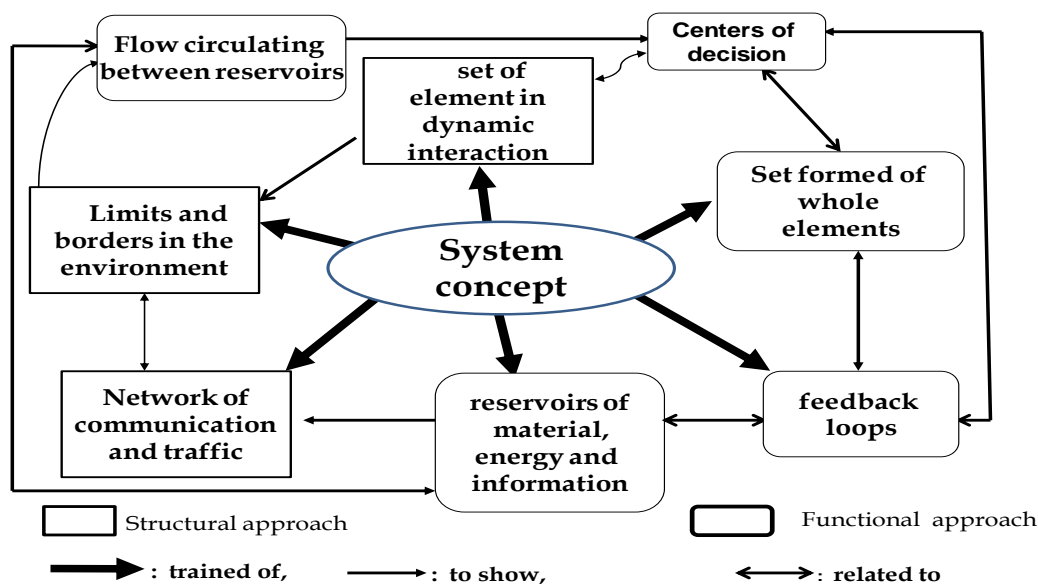 Flow circulating
between reservoirs
Centers of
decision
set of
element in
dynamic
interaction
Set formed of
whole
elements
Limits and
borders in the
environment
System
concept
Network of
communication
and traffic
reservoirs of
material,
energy and
information
feedback
loops
Structural approach
Functional approach
: trained of,
: to show,
: related to